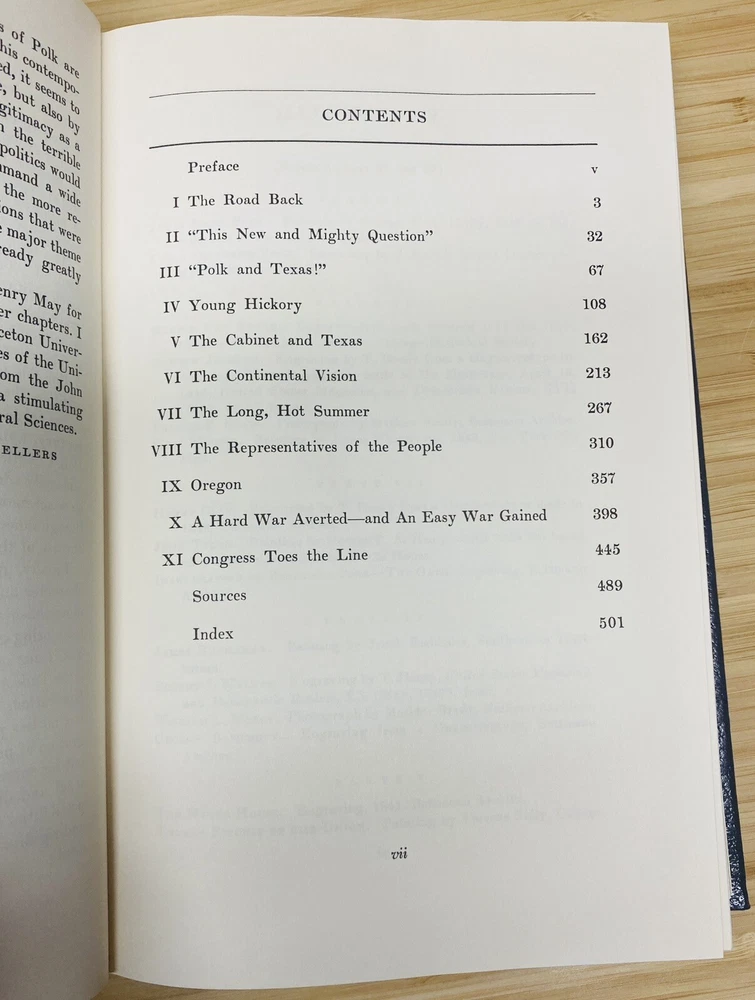 s of Polk are
his contempo-
ed, it seems to
, but also by
gitimacy as a
the terrible
politics would
mand a wide
the more re-
ions that were
major theme
ready greatly
enry May for
er chapters. I
ceton Univer-
es of the Uni-
om the John
a stimulating
ral Sciences.
ELLERS
CONTENTS
Preface v
I The Road Back 3
II “This New and Mighty Question” 32
III “Polk and Texas!” 67
IV Young Hickory 108
V The Cabinet and Texas 162
VI The Continental Vision 213
VII The Long, Hot Summer 267
VIII The Representatives of the People 310
IX Oregon 357
X A Hard War Averted—and An Easy War Gained 398
XI Congress Toes the Line 445
Sources 489
Index 501
vii